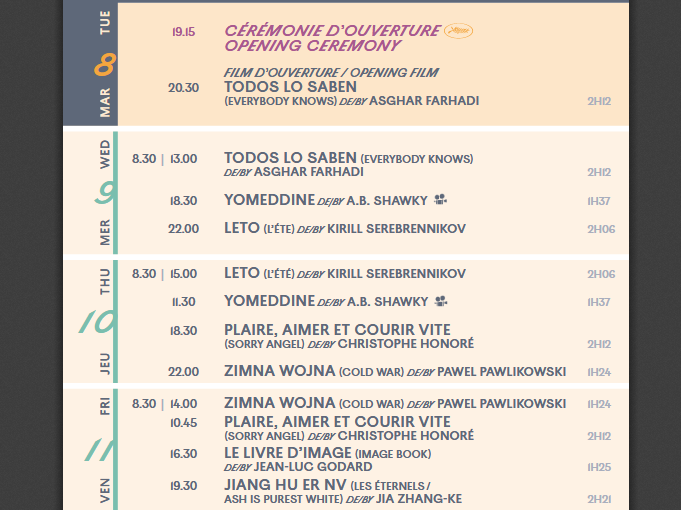 TUE
8
MAR
19.15 CÉRÉMONIE D'OUVERTURE
OPENING CEREMONY
FILM D'OUVERTURE / OPENING FILM
20.30 TODOS LO SABEN
(EVERYBODY KNOWS) DE/BY ASGHAR FARHADI 2H12
WED
9
MER
8.30 | 13.00 TODOS LO SABEN (EVERYBODY KNOWS)
DE/BY ASGHAR FARHADI 2H12
18.30 YOMEDDINE DE/BY A.B. SHAWKY 1H37
22.00 LETO (L'ÉTÉ) DE/BY KIRILL SEREBRENNIKOV 2H06
THU
10
JEU
8.30 | 15.00 LETO (L'ÉTÉ) DE/BY KIRILL SEREBRENNIKOV 2H06
11.30 YOMEDDINE DE/BY A.B. SHAWKY 1H37
18.30 PLAIRE, AIMER ET COURIR VITE
(SORRY ANGEL) DE/BY CHRISTOPHE HONORÉ 2H12
22.00 ZIMNA WOJNA (COLD WAR) DE/BY PAWEL PAWLIKOWSKI 1H24
FRI
11
VEN
8.30 | 14.00 ZIMNA WOJNA (COLD WAR) DE/BY PAWEL PAWLIKOWSKI 1H24
10.45 PLAIRE, AIMER ET COURIR VITE
(SORRY ANGEL) DE/BY CHRISTOPHE HONORÉ 2H12
16.30 LE LIVRE D'IMAGE (IMAGE BOOK)
DE/BY JEAN-LUC GODARD 1H25
19.30 JIANG HU ER NV (LES ÉTERNELS /
ASH IS PUREST WHITE) DE/BY JIA ZHANG-KE 2H21